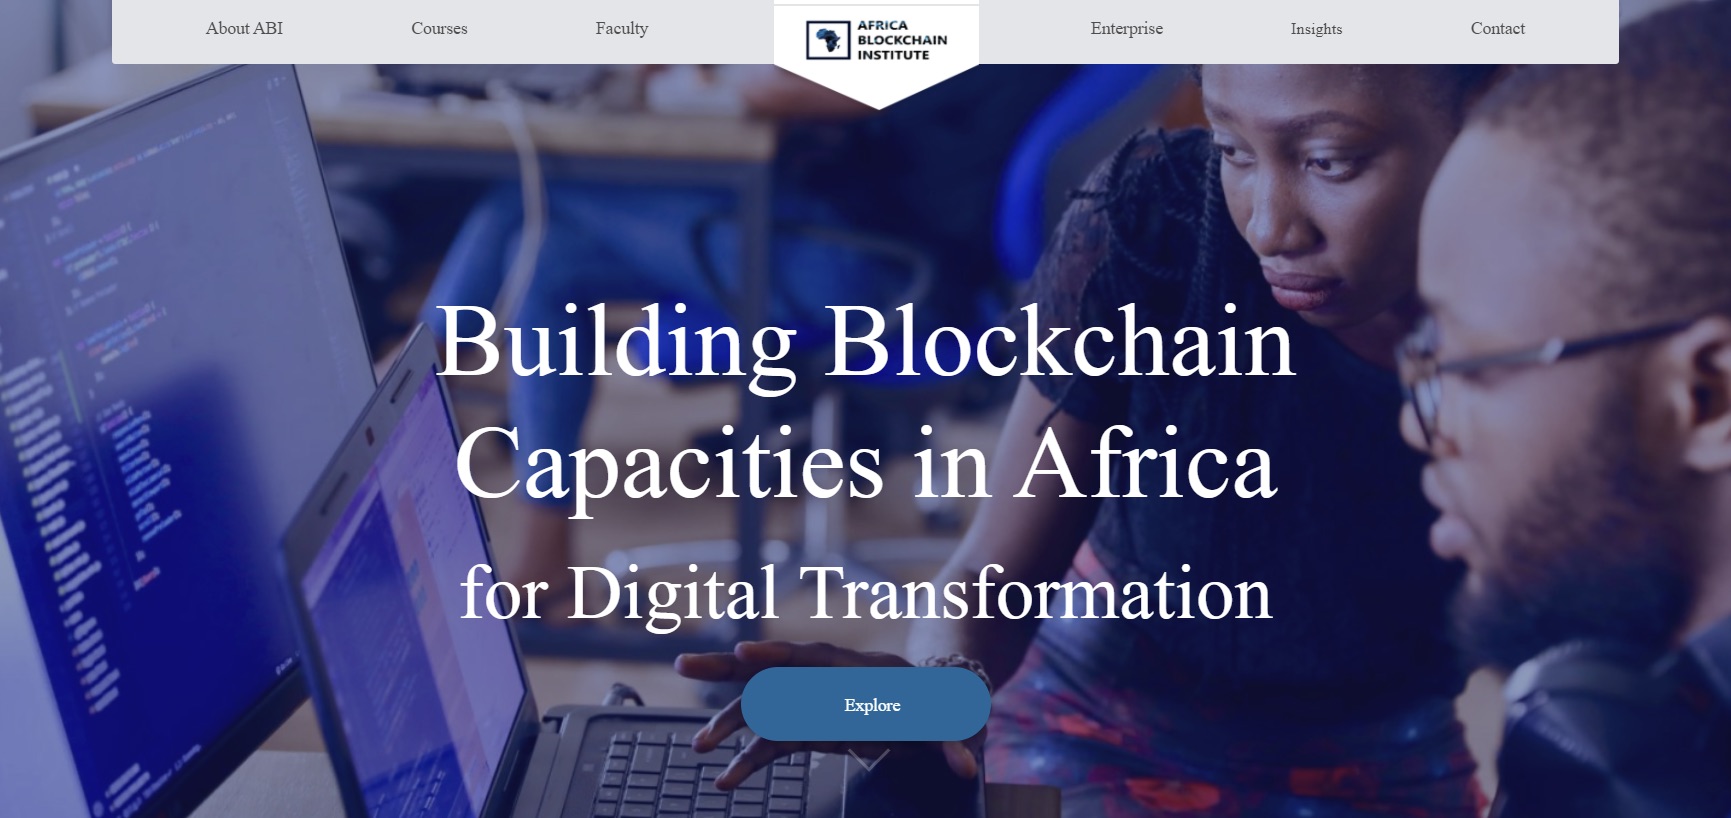 About ABI
Courses
Faculty
AFRICA
BLOCKCHAIN
INSTITUTE
Enterprise
Insights
Contact
Building Blockchain
Capacities in Africa
for Digital Transformation
Explore